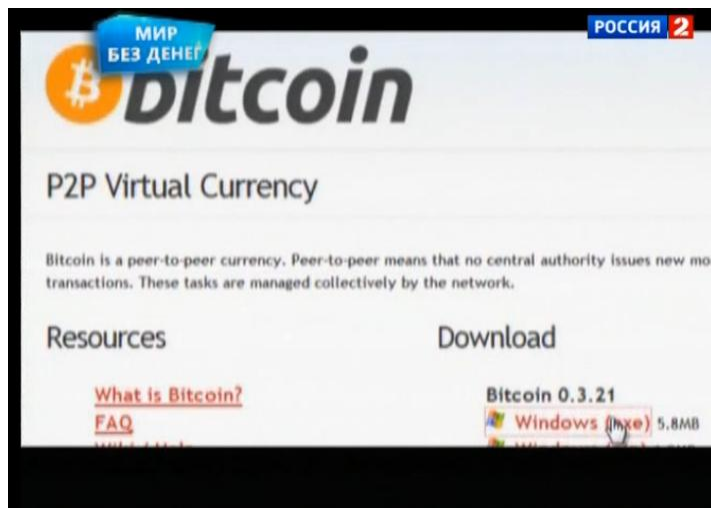 МИР
БЕЗ ДЕНЕГ
РОССИЯ 2
bitcoin
P2P Virtual Currency
Bitcoin is a peer-to-peer currency. Peer-to-peer means that no central authority issues new mo
transactions. These tasks are managed collectively by the network.
Resources
Download
What is Bitcoin?
Bitcoin 0.3.21
FAQ
Windows 5.8MB